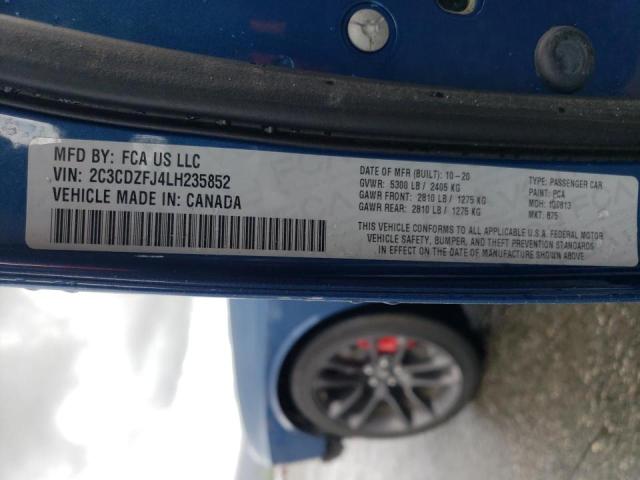 MFD BY: FCA US LLC
VIN: 2C3CDZFJ4LH235852
VEHICLE MADE IN: CANADA
DATE OF MFR (BUILT): 10-20
GVWR: 5300 LB / 2405 KG
GAWR FRONT: 2810 LB / 1275 KG
GAWR REAR: 2810 LB / 1275 KG
TYPE: PASSENGER CAR
PAINT: PCA
MDH:
MKT: 875
THIS VEHICLE CONFORMS TO ALL APPLICABLE U.S.A. FEDERAL MOTOR
VEHICLE SAFETY, BUMPER, AND THEFT PREVENTION STANDARDS
IN EFFECT ON THE DATE OF MANUFACTURE SHOWN ABOVE.